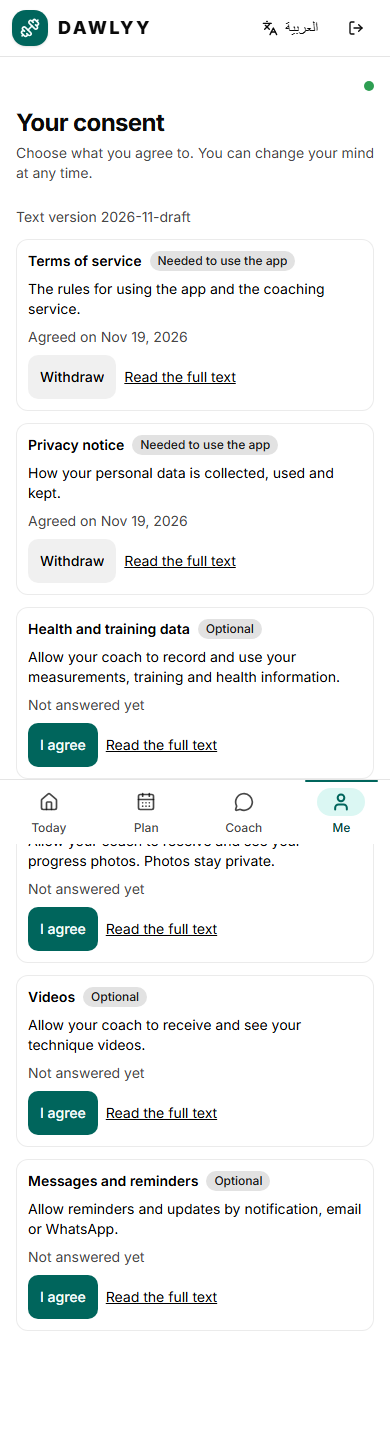 DAWLYY
العربية
Your consent
Choose what you agree to. You can change your mind
at any time.
Text version 2026-11-draft
Terms of service
Needed to use the app
The rules for using the app and the coaching
service.
Agreed on Nov 19, 2026
Withdraw
Read the full text
Privacy notice
Needed to use the app
How your personal data is collected, used and
kept.
Agreed on Nov 19, 2026
Withdraw
Read the full text
Health and training data
Optional
Allow your coach to record and use your
measurements, training and health information.
Not answered yet
I agree
Read the full text
Today
Plan
Coach
Me
Allow your coach to receive and see your
progress photos. Photos stay private.
Not answered yet
I agree
Read the full text
Videos
Optional
Allow your coach to receive and see your
technique videos.
Not answered yet
I agree
Read the full text
Messages and reminders
Optional
Allow reminders and updates by notification, email
or WhatsApp.
Not answered yet
I agree
Read the full text